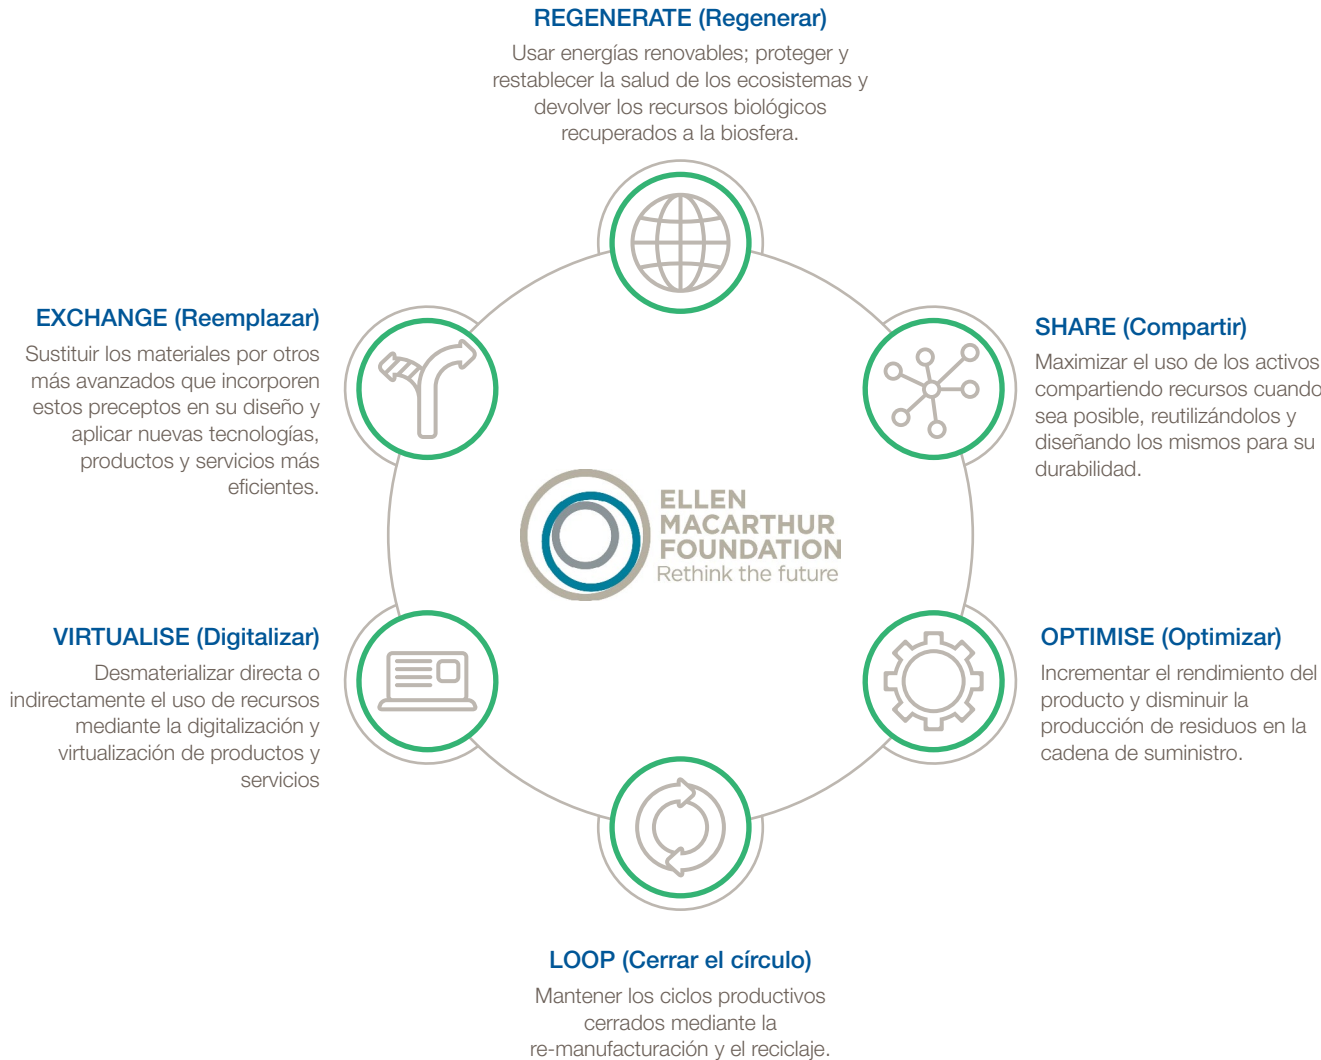 REGENERATE (Regenerar)
Usar energías renovables; proteger y
restablecer la salud de los ecosistemas y
devolver los recursos biológicos
recuperados a la biosfera.
SHARE (Compartir)
Maximizar el uso de los activos
compartiendo recursos cuando
sea posible, reutilizándolos y
diseñando los mismos para su
durabilidad.
OPTIMISE (Optimizar)
Incrementar el rendimiento del
producto y disminuir la
producción de residuos en la
cadena de suministro.
LOOP (Cerrar el círculo)
Mantener los ciclos productivos
cerrados mediante la
re-manufacturación y el reciclaje.
VIRTUALISE (Digitalizar)
Desmaterializar directa o
indirectamente el uso de recursos
mediante la digitalización y
virtualización de productos y
servicios
EXCHANGE (Reemplazar)
Sustituir los materiales por otros
más avanzados que incorporen
estos preceptos en su diseño y
aplicar nuevas tecnologías,
productos y servicios más
eficientes.
ELLEN
MACARTHUR
FOUNDATION
Rethink the future